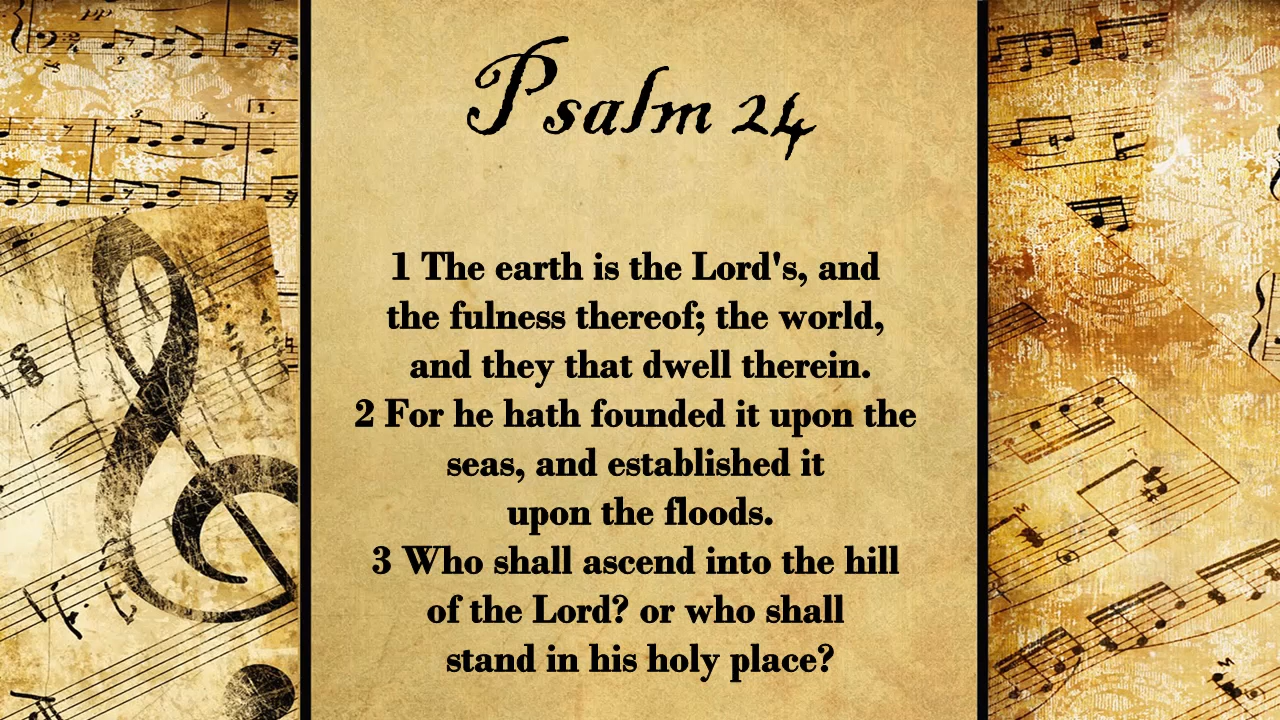 Psalm 24
1 The earth is the Lord's, and
the fulness thereof; the world,
and they that dwell therein.
2 For he hath founded it upon the
seas, and established it
upon the floods.
3 Who shall ascend into the hill
of the Lord? or who shall
stand in his holy place?